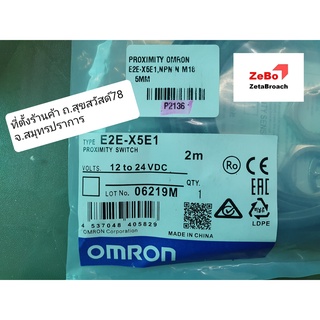 PROXIMITY OMRON
E2E-X5E1,NPN N M18
5MM
P2136
ZeBo
ZetaBroach
ที่ตั้งร้านค้า ถ.สุขสวัสดิ์78
จ.สมุทรปราการ
TYPE E2E-X5E1
PROXIMITY SWITCH 2m
VOLTS. 12 to 24VDC
QTY.
LOT No. 06219M 1
4 537048 405829
OMRON Corporation MADE IN CHINA
OMRON
Ro
EAC
LDPE